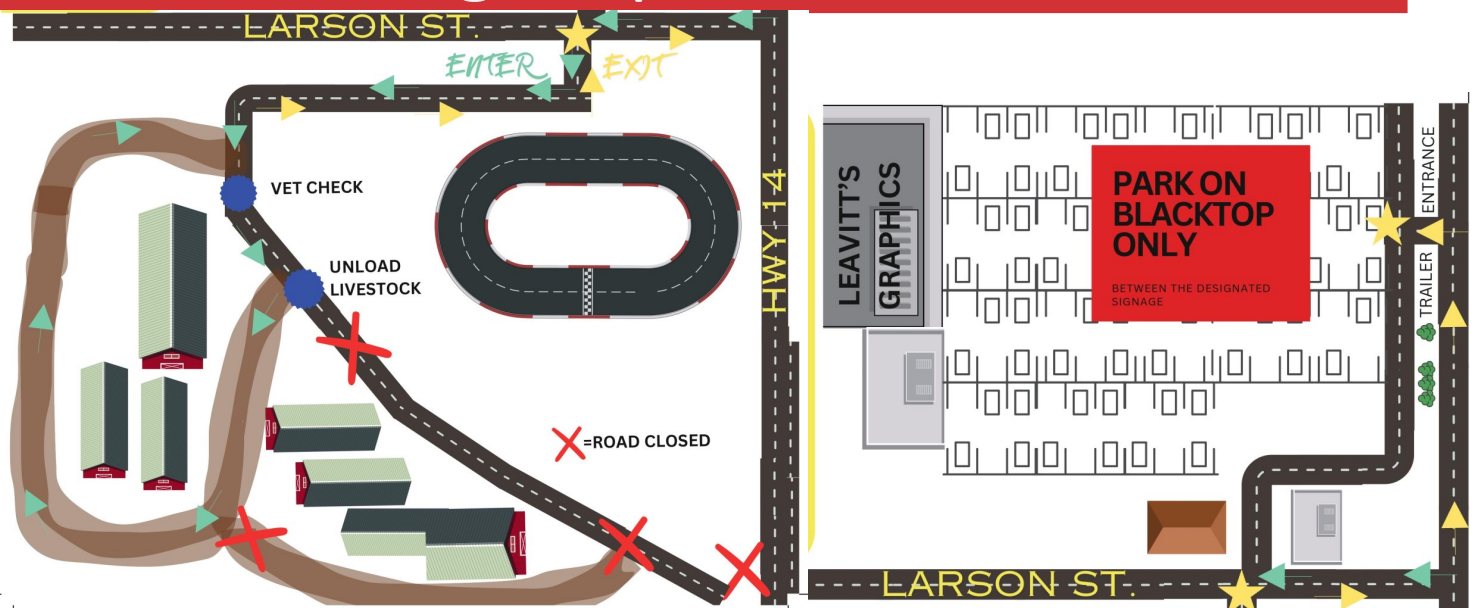 LARSON ST.
ENTER
EXIT
VET CHECK
UNLOAD
LIVESTOCK
HWY 14
=ROAD CLOSED
LEAVITT'S
GRAPHICS
PARK ON
BLACKTOP
ONLY
BETWEEN THE DESIGNATED
SIGNAGE
TRAILER ENTRANCE
LARSON ST.